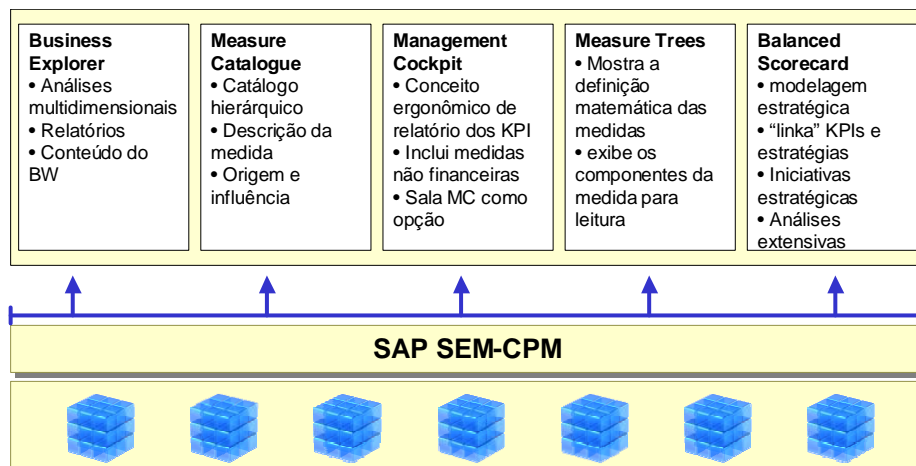 Business
Explorer
• Análises
multidimensionais
• Relatórios
• Conteúdo do
BW
Measure
Catalogue
• Catálogo
hierárquico
• Descrição da
medida
• Origem e
influência
Management
Cockpit
• Conceito
ergonômico de
relatório dos KPI
• Inclui medidas
não financeiras
• Sala MC como
opção
Measure Trees
• Mostra a
definição
matemática das
medidas
• exibe os
componentes da
medida para
leitura
Balanced
Scorecard
• modelagem
estratégica
• “linka” KPIs e
estratégias
• Iniciativas
estratégicas
• Análises
extensivas
SAP SEM-CPM